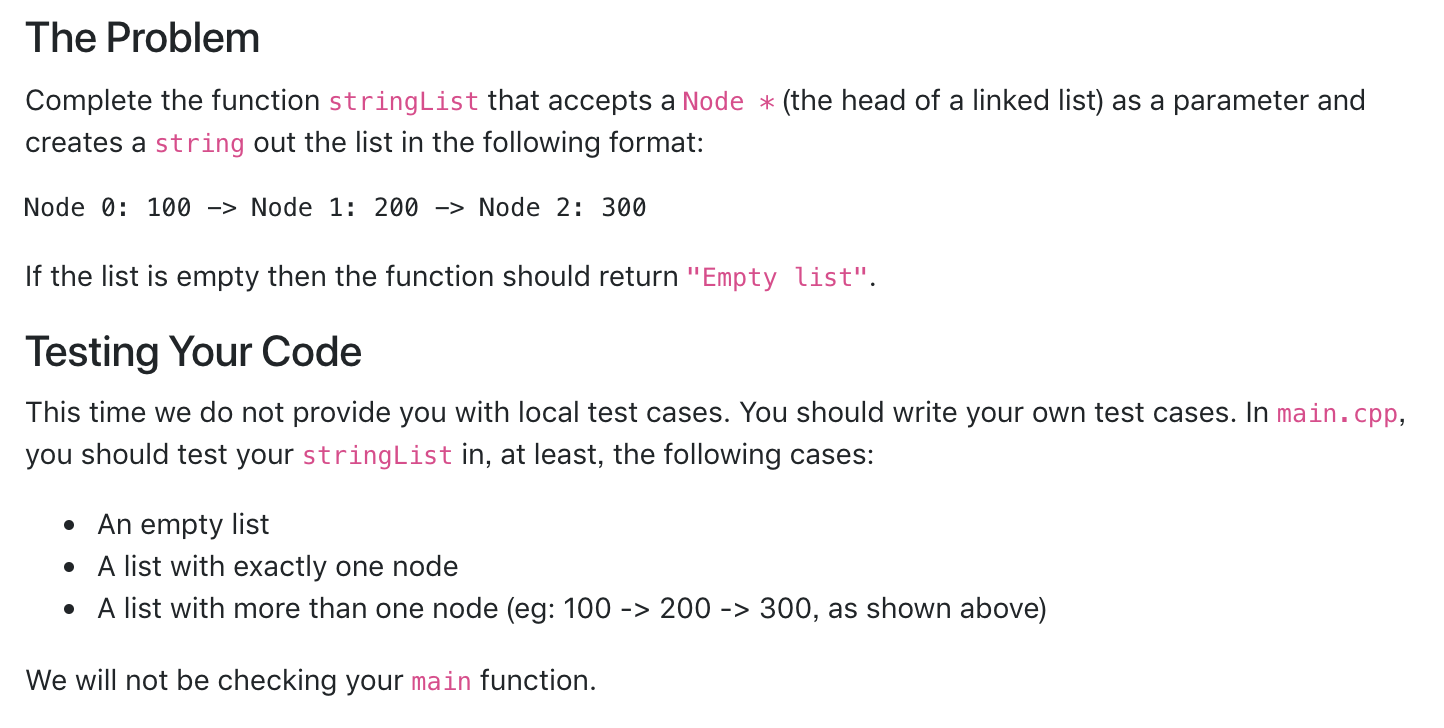 The Problem
Complete the function stringList that accepts a Node * (the head of a linked list) as a parameter and
creates a string out the list in the following format:
Node 0: 100 -> Node 1: 200 -> Node 2: 300
If the list is empty then the function should return "Empty list".
Testing Your Code
This time we do not provide you with local test cases. You should write your own test cases. In main.cpp,
you should test your stringList in, at least, the following cases:
• An empty list
• A list with exactly one node
• A list with more than one node (eg: 100 -> 200 -> 300, as shown above)
We will not be checking your main function.